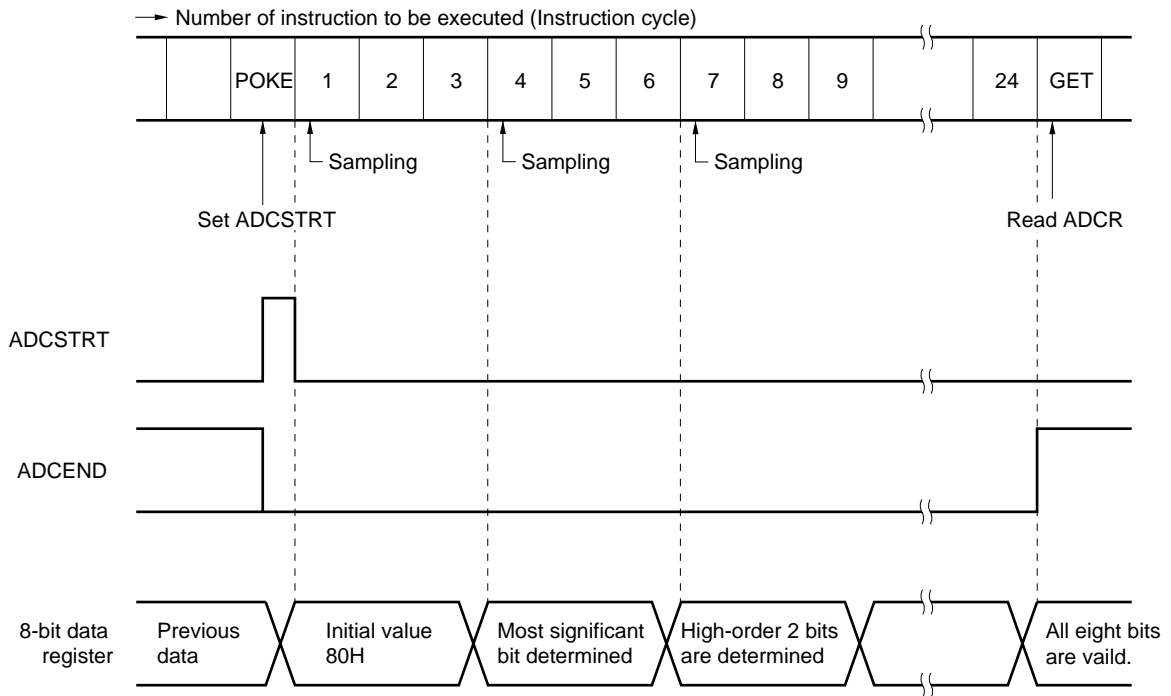 Number of instruction to be executed (Instruction cycle)
POKE 1 2 3 4 5 6 7 8 9 24 GET
Sampling Sampling Sampling
Set ADCSTRT Read ADCR
ADCSTRT
ADCEND
8-bit data
register
Previous
data
Initial value
80H
Most significant
bit determined
High-order 2 bits
are determined
All eight bits
are vaild.